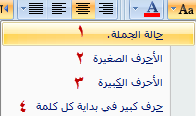 Aa A
حالة الجملة. ١
الأحرف الصغيرة ٢
الأحرف الكبيرة ٣
حرف كبير في بداية كل كلمة ٤